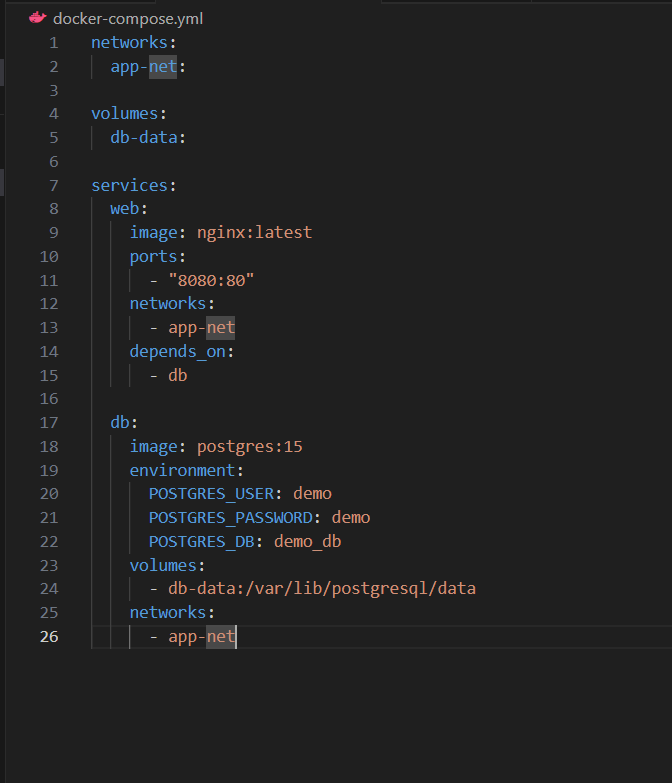 docker-compose.yml
1 networks:
2   app-net:
3
4 volumes:
5   db-data:
6
7 services:
8   web:
9     image: nginx:latest
10     ports:
11       - "8080:80"
12     networks:
13       - app-net
14     depends_on:
15       - db
16
17   db:
18     image: postgres:15
19     environment:
20       POSTGRES_USER: demo
21       POSTGRES_PASSWORD: demo
22       POSTGRES_DB: demo_db
23     volumes:
24       - db-data:/var/lib/postgresql/data
25     networks:
26       - app-net